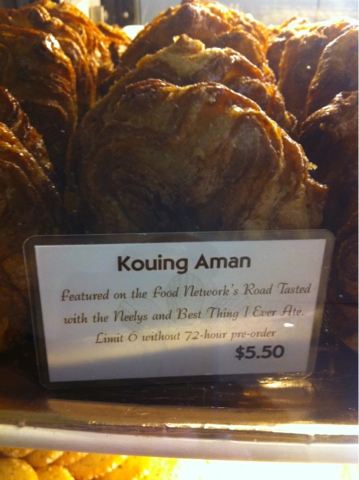 Kouing Aman
Featured on the Food Network's Road Tasted
with the Neelys and Best Thing I Ever Ate.
Limit 6 without 72-hour pre-order
$5.50